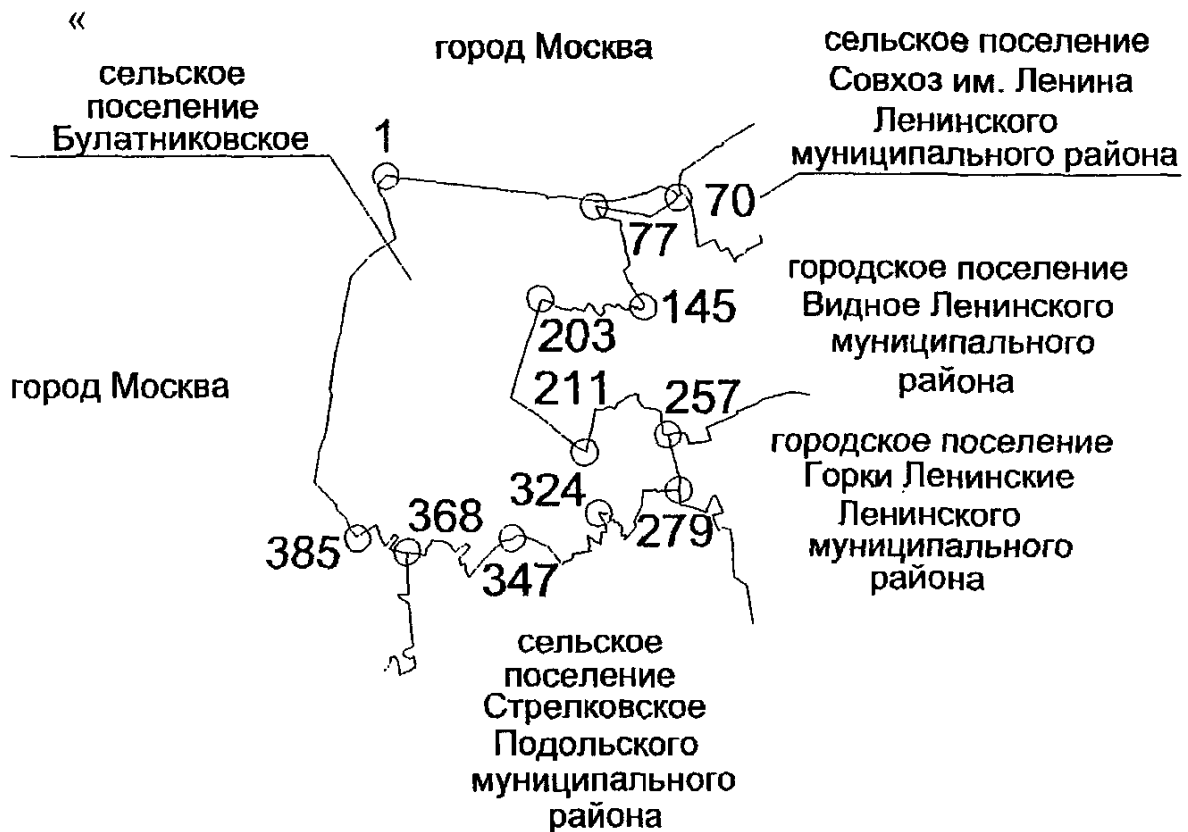 «
город Москва
сельское
поселение
Булатниковское
сельское поселение
Совхоз им. Ленина
Ленинского
муниципального района
1
70
77
городское поселение
Видное Ленинского
муниципального
района
145
203
город Москва
211
257
городское поселение
Горки Ленинские
Ленинского
муниципального
района
324
279
368
385
347
сельское
поселение
Стрелковское
Подольского
муниципального
района